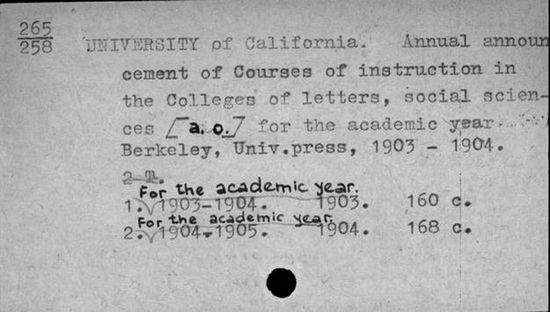 265
258
UNIVERSITY of California. Annual announ
cement of Courses of instruction in
the Colleges of letters, social scien-
ces [a.o.] for the academic year
Berkeley, Univ.press, 1903 - 1904.
2 т.
For the academic year.
1. 1903-1904. 1903. 160 c.
For the academic year
2. 1904-1905. 1904. 168 c.